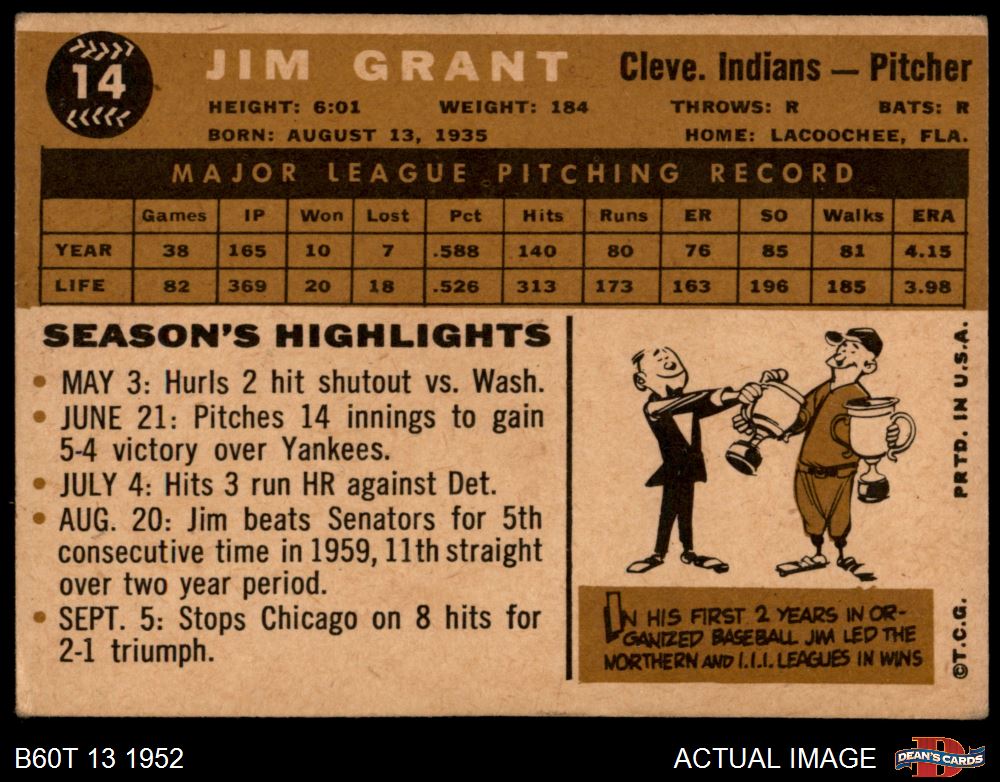 14
JIM GRANT
Cleve. Indians — Pitcher
HEIGHT: 6:01 WEIGHT: 184 THROWS: R BATS: R
BORN: AUGUST 13, 1935 HOME: LACOOCHEE, FLA.
MAJOR LEAGUE PITCHING RECORD
Games IP Won Lost Pct Hits Runs ER SO Walks ERA
YEAR 38 165 10 7 .588 140 80 76 85 81 4.15
LIFE 82 369 20 18 .526 313 173 163 196 185 3.98
SEASON'S HIGHLIGHTS
• MAY 3: Hurls 2 hit shutout vs. Wash.
• JUNE 21: Pitches 14 innings to gain
5-4 victory over Yankees.
• JULY 4: Hits 3 run HR against Det.
• AUG. 20: Jim beats Senators for 5th
consecutive time in 1959, 11th straight
over two year period.
• SEPT. 5: Stops Chicago on 8 hits for
2-1 triumph.
IN HIS FIRST 2 YEARS IN OR-
GANIZED BASEBALL JIM LED THE
NORTHERN AND I.I.I. LEAGUES IN WINS
PRTD. IN U.S.A.
©T.C.G.
B60T 13 1952
ACTUAL IMAGE
D
DEAN'S CARDS